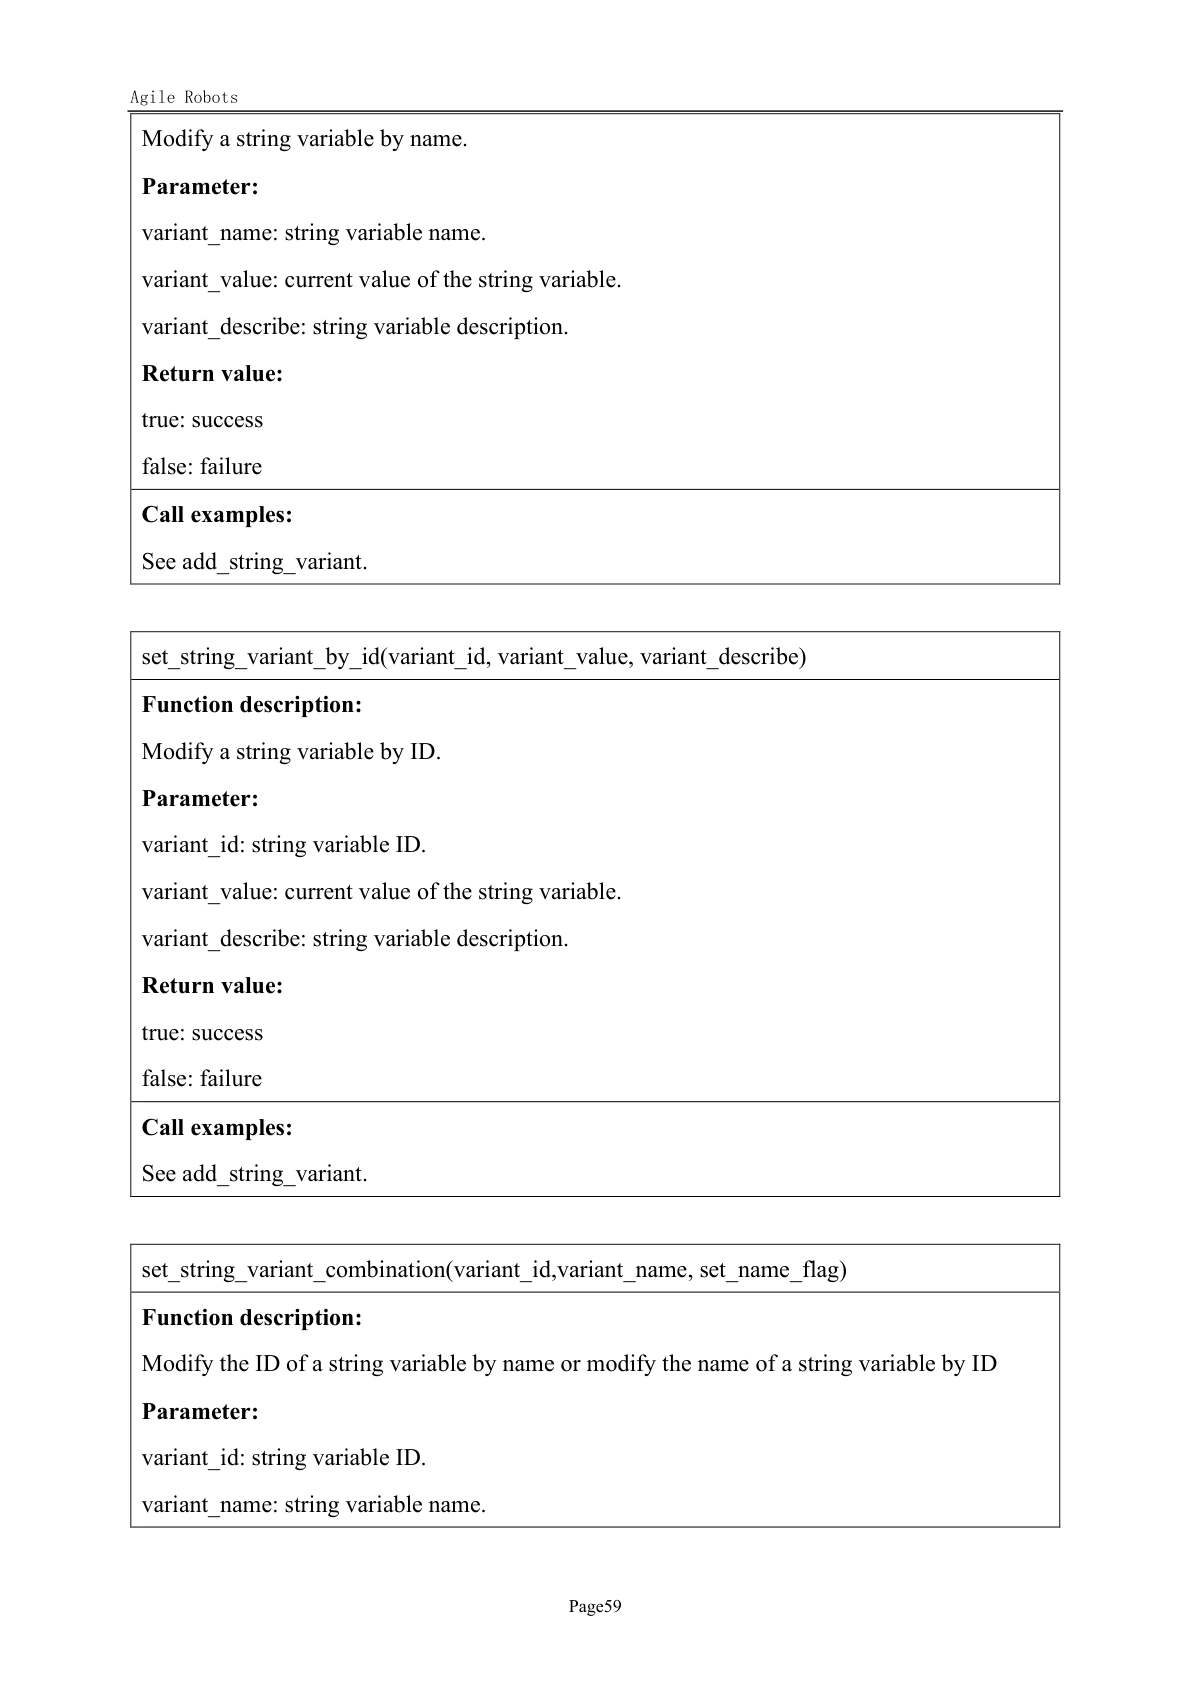 Agile Robots
Modify a string variable by name.
Parameter:
variant_name: string variable name.
variant_value: current value of the string variable.
variant_describe: string variable description.
Return value:
true: success
false: failure
Call examples:
See add_string_variant.
set_string_variant_by_id(variant_id, variant_value, variant_describe)
Function description:
Modify a string variable by ID.
Parameter:
variant_id: string variable ID.
variant_value: current value of the string variable.
variant_describe: string variable description.
Return value:
true: success
false: failure
Call examples:
See add_string_variant.
set_string_variant_combination(variant_id,variant_name, set_name_flag)
Function description:
Modify the ID of a string variable by name or modify the name of a string variable by ID
Parameter:
variant_id: string variable ID.
variant_name: string variable name.
Page59